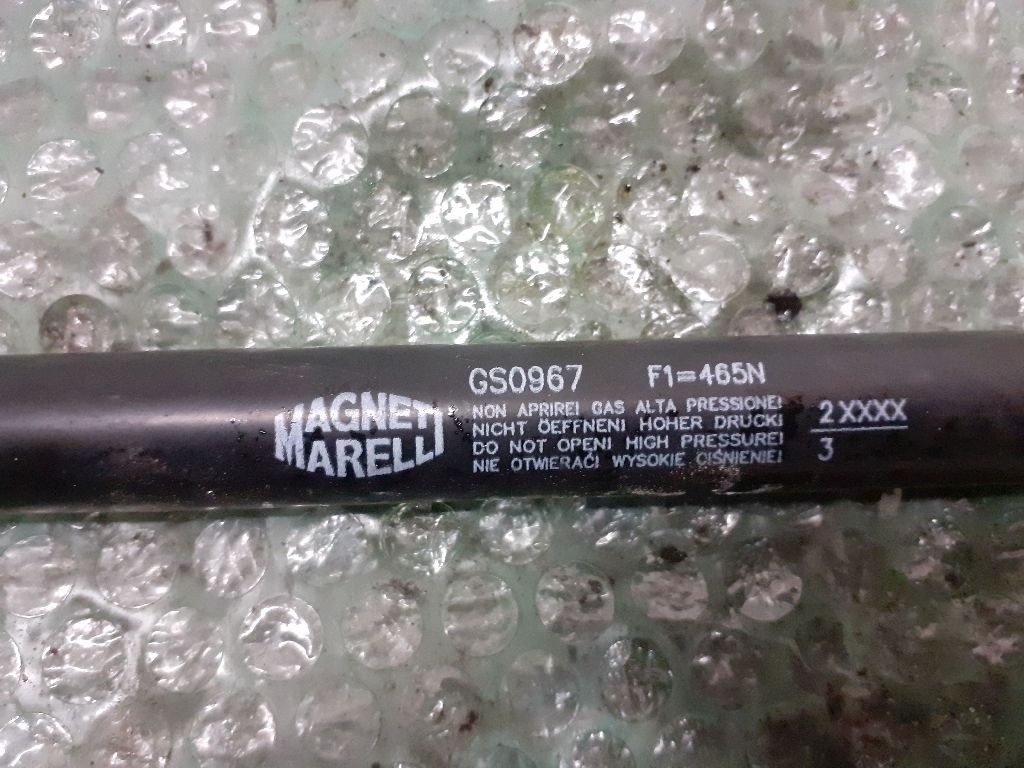 MAGNETI
MARELLI
GS0967 F1=465N
NON APRIRE! GAS ALTA PRESSIONE!
NICHT ÖEFFNEN! HOHER DRUCK!
DO NOT OPEN! HIGH PRESSURE!
NIE OTWIERAĆ! WYSOKIE CIŚNIENIE!
2XXXX
3